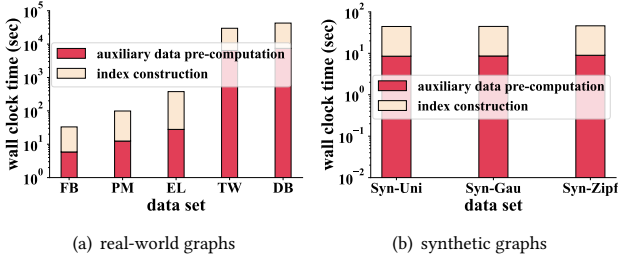 10^5
10^4
10^3
10^2
10^1
10^0
wall clock time (sec)
auxiliary data pre-computation
index construction
FB PM EL TW DB
data set
(a) real-world graphs
10^2
10^1
10^0
10^-1
10^-2
wall clock time (sec)
auxiliary data pre-computation
index construction
Syn-Uni Syn-Gau Syn-Zipf
data set
(b) synthetic graphs